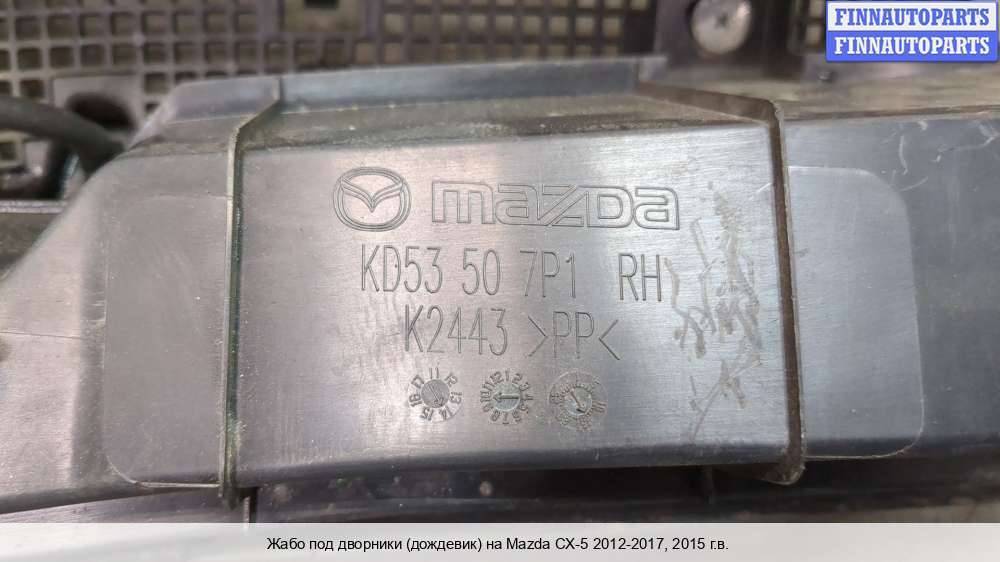 FINNAUTOPARTS
FINNAUTOPARTS
mazda
KD53 50 7P1 RH
K2443 >PP<
Жабо под дворники (дождевик) на Mazda CX-5 2012-2017, 2015 г.в.